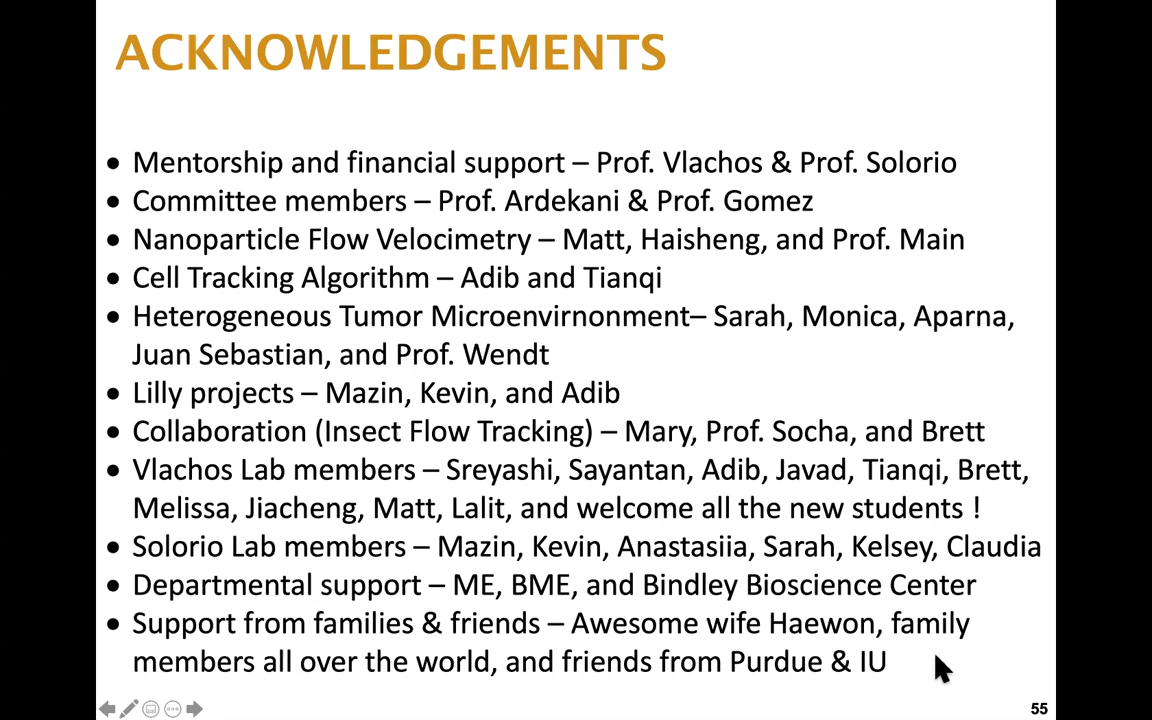 ACKNOWLEDGEMENTS
• Mentorship and financial support – Prof. Vlachos & Prof. Solorio
• Committee members – Prof. Ardekani & Prof. Gomez
• Nanoparticle Flow Velocimetry – Matt, Haisheng, and Prof. Main
• Cell Tracking Algorithm – Adib and Tianqi
• Heterogeneous Tumor Microenvirnonment– Sarah, Monica, Aparna,
Juan Sebastian, and Prof. Wendt
• Lilly projects – Mazin, Kevin, and Adib
• Collaboration (Insect Flow Tracking) – Mary, Prof. Socha, and Brett
• Vlachos Lab members – Sreyashi, Sayantan, Adib, Javad, Tianqi, Brett,
Melissa, Jiacheng, Matt, Lalit, and welcome all the new students !
• Solorio Lab members – Mazin, Kevin, Anastasiia, Sarah, Kelsey, Claudia
• Departmental support – ME, BME, and Bindley Bioscience Center
• Support from families & friends – Awesome wife Haewon, family
members all over the world, and friends from Purdue & IU
55